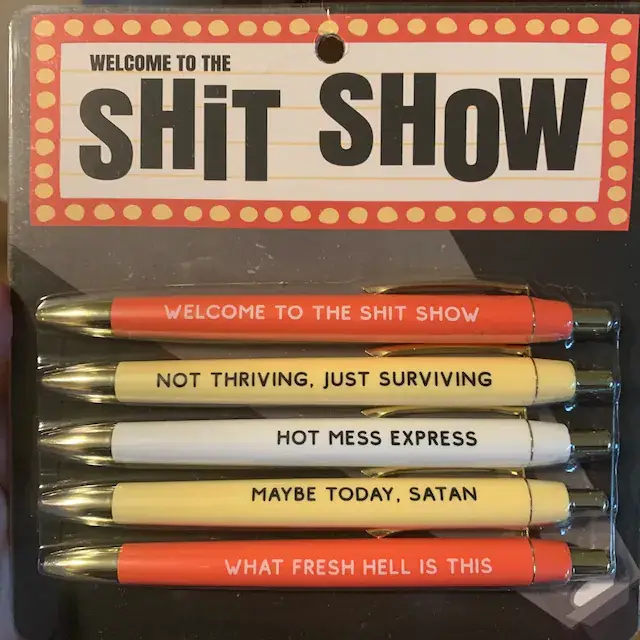 WELCOME TO THE
SHiT SHOW
WELCOME TO THE SHIT SHOW
NOT THRIVING, JUST SURVIVING
HOT MESS EXPRESS
MAYBE TODAY, SATAN
WHAT FRESH HELL IS THIS